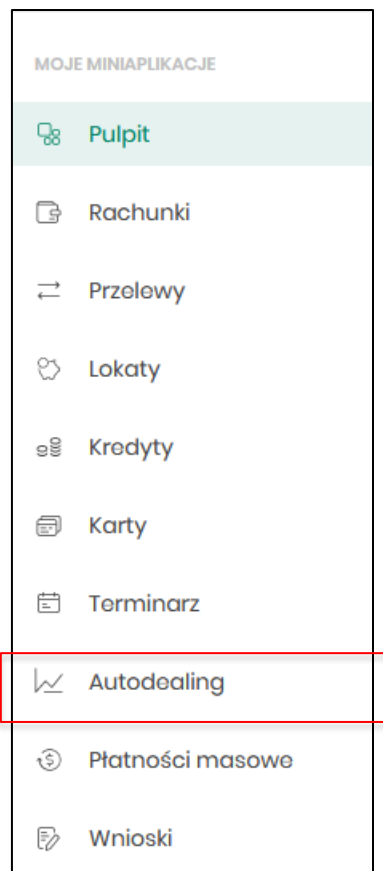 MOJE MINIAPLIKACJE
Pulpit
Rachunki
Przelewy
Lokaty
Kredyty
Karty
Terminarz
Autodealing
Płatności masowe
Wnioski